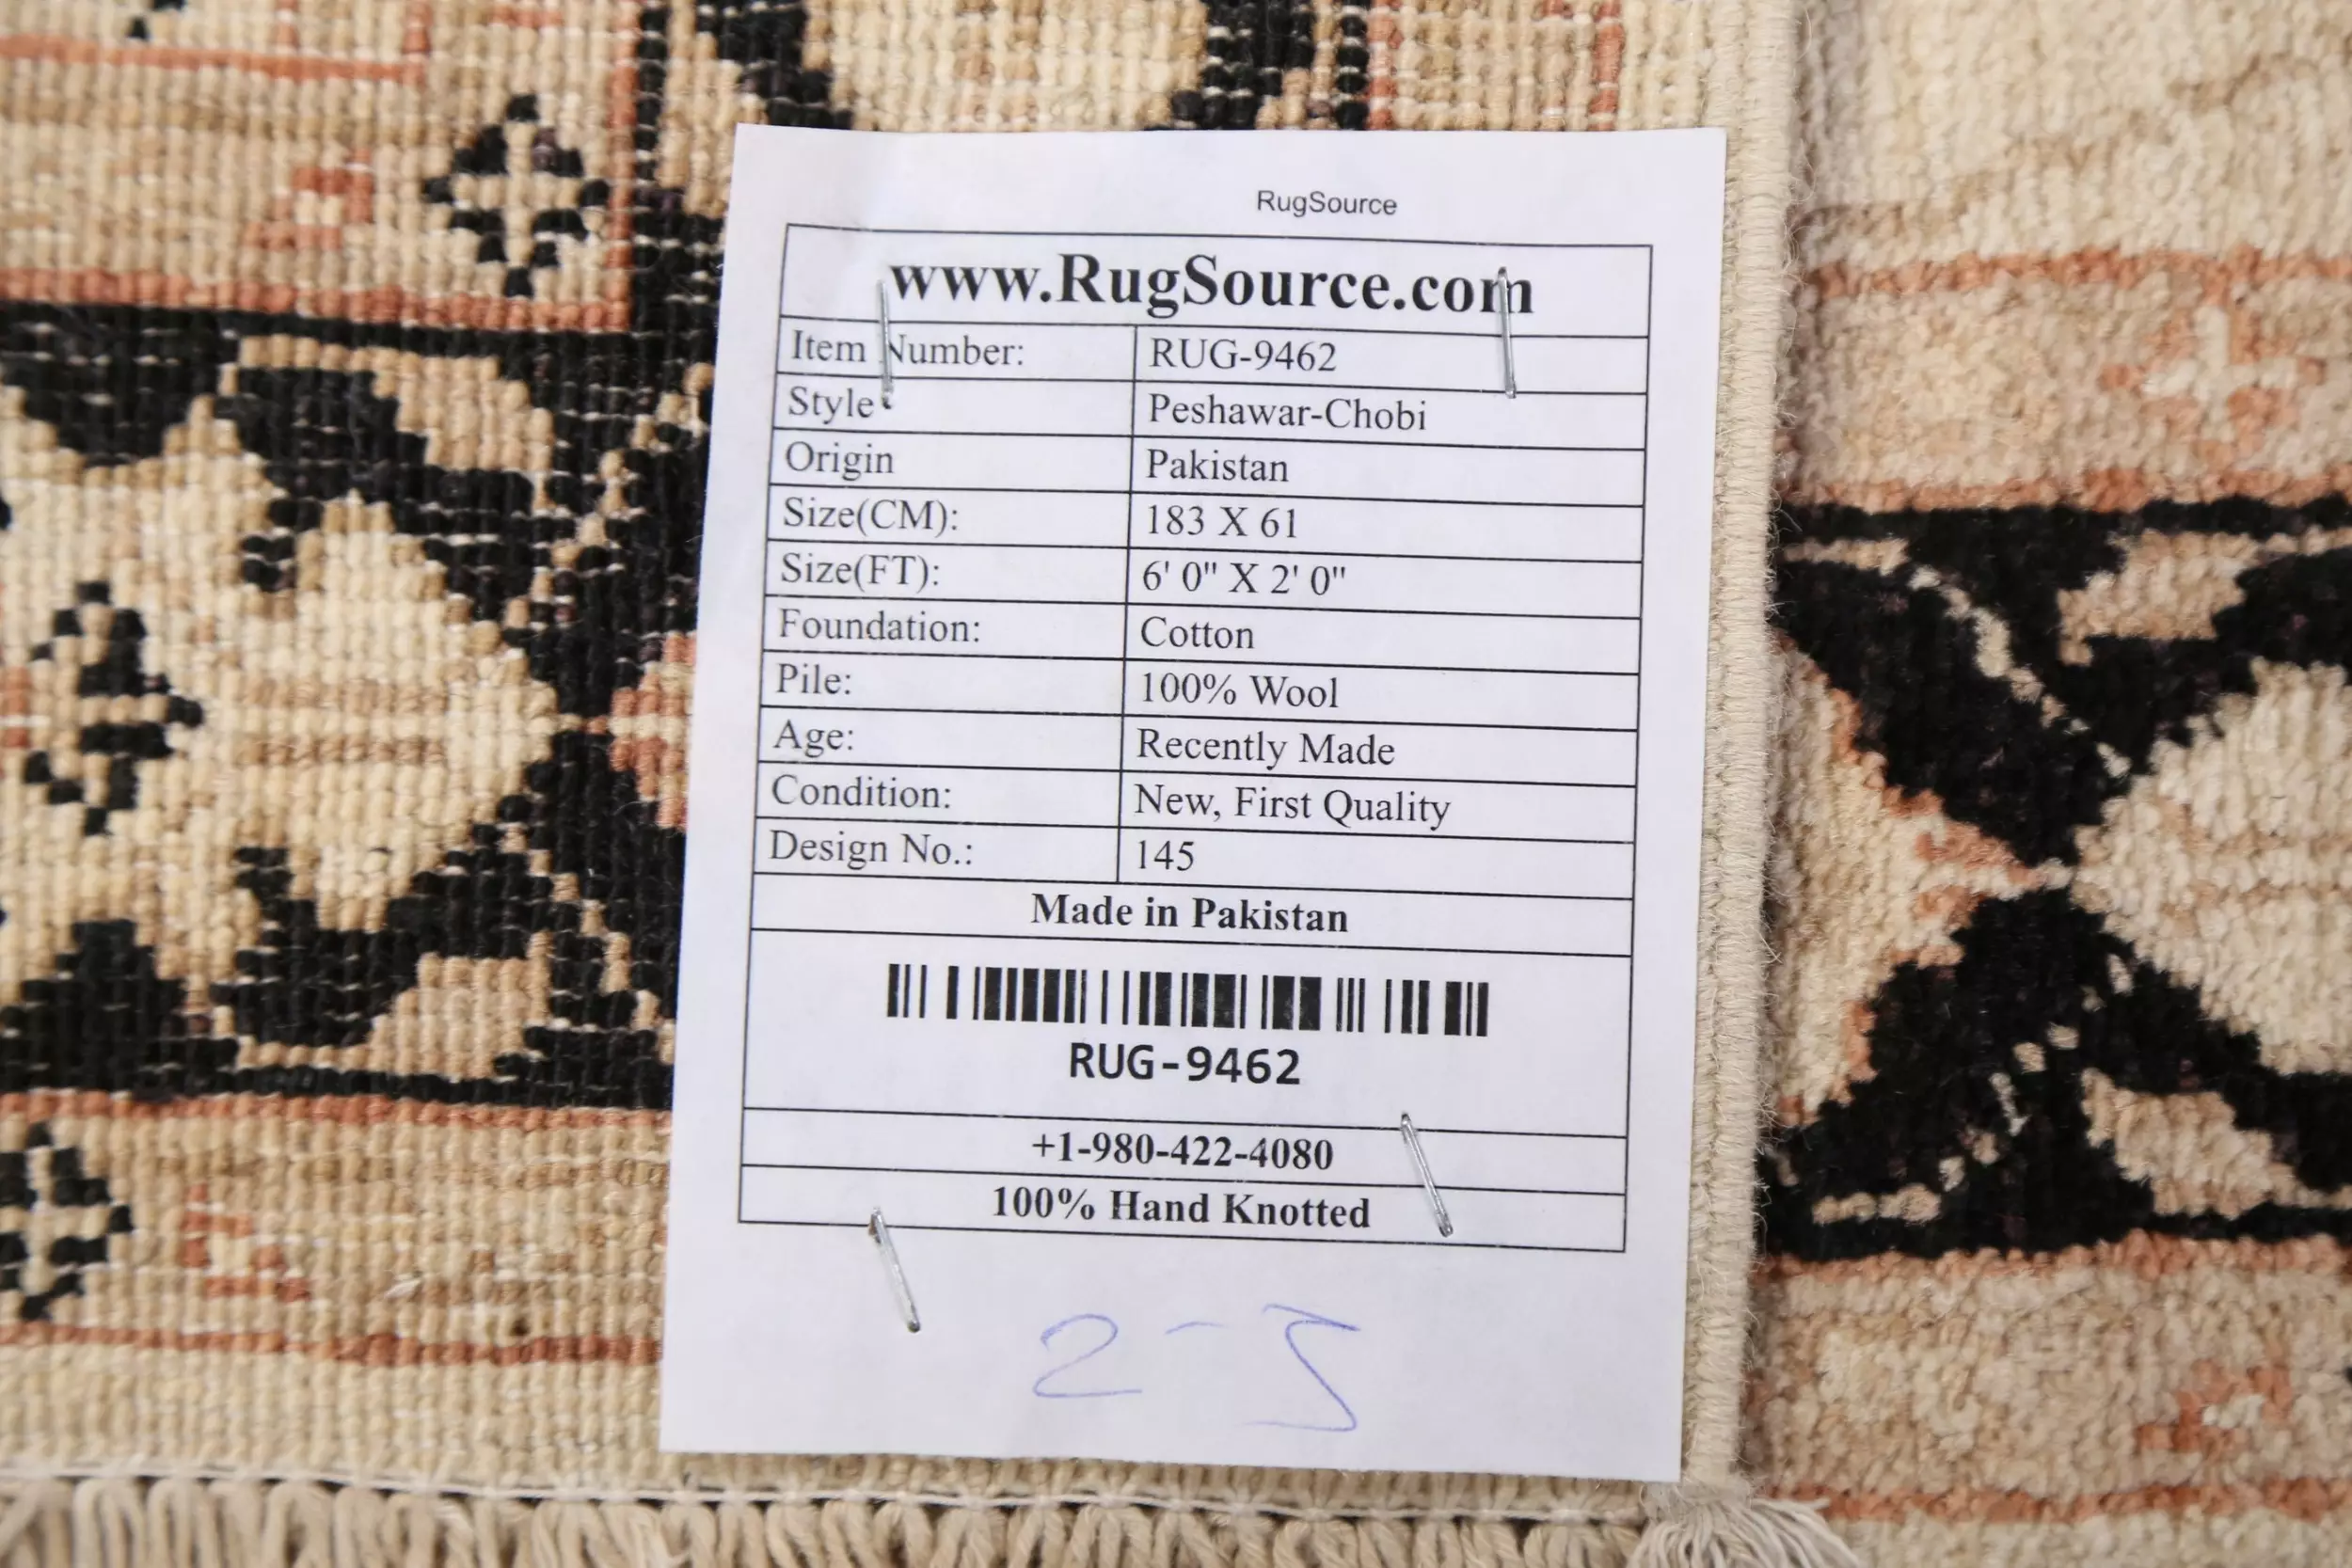 RugSource
www.RugSource.com
Item Number: RUG-9462
Style: Peshawar-Chobi
Origin Pakistan
Size(CM): 183 X 61
Size(FT): 6' 0" X 2' 0"
Foundation: Cotton
Pile: 100% Wool
Age: Recently Made
Condition: New, First Quality
Design No.: 145
Made in Pakistan
RUG-9462
+1-980-422-4080
100% Hand Knotted
2-5